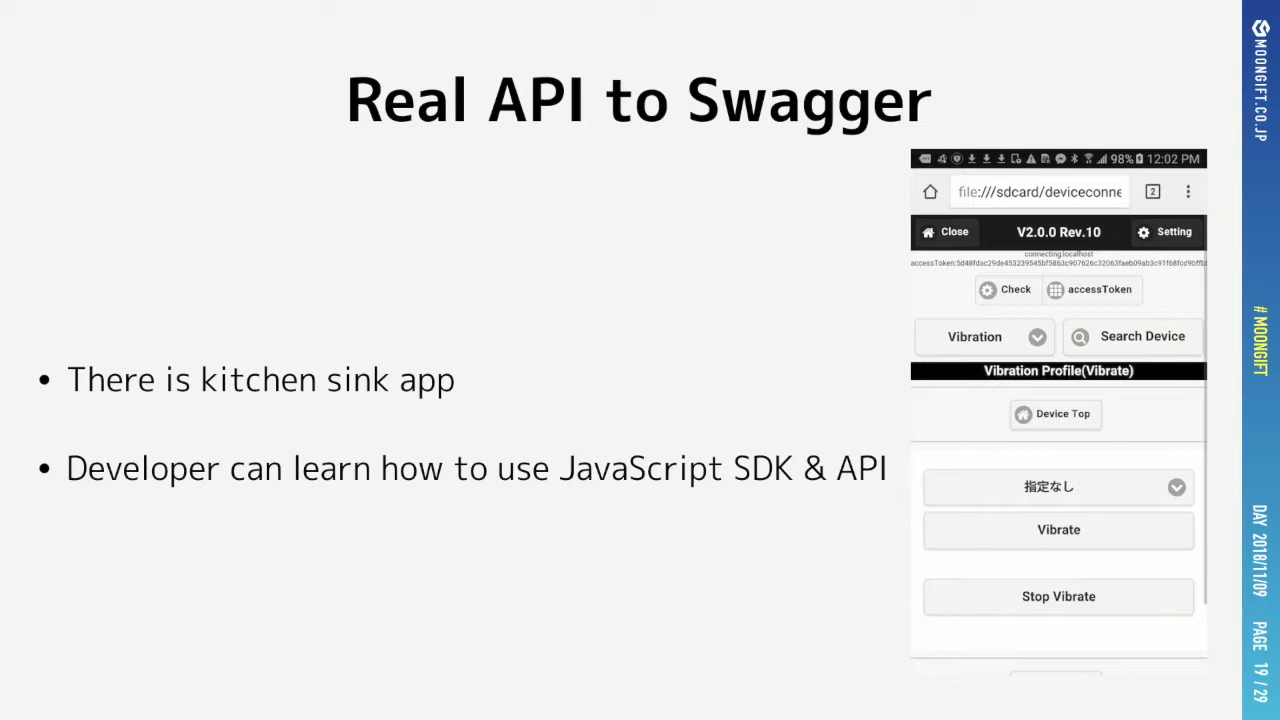 Real API to Swagger
There is kitchen sink app
Developer can learn how to use JavaScript SDK & API
98% 12:02 PM
file:///sdcard/deviceconne
2
Close
V2.0.0 Rev.10
Setting
connecting:localhost
Check
accessToken
Vibration
Search Device
Vibration Profile(Vibrate)
Device Top
指定なし
Vibrate
Stop Vibrate
MOONGIFT.CO.JP
# MOONGIFT
DAY 2018/11/09
PAGE 19 / 29